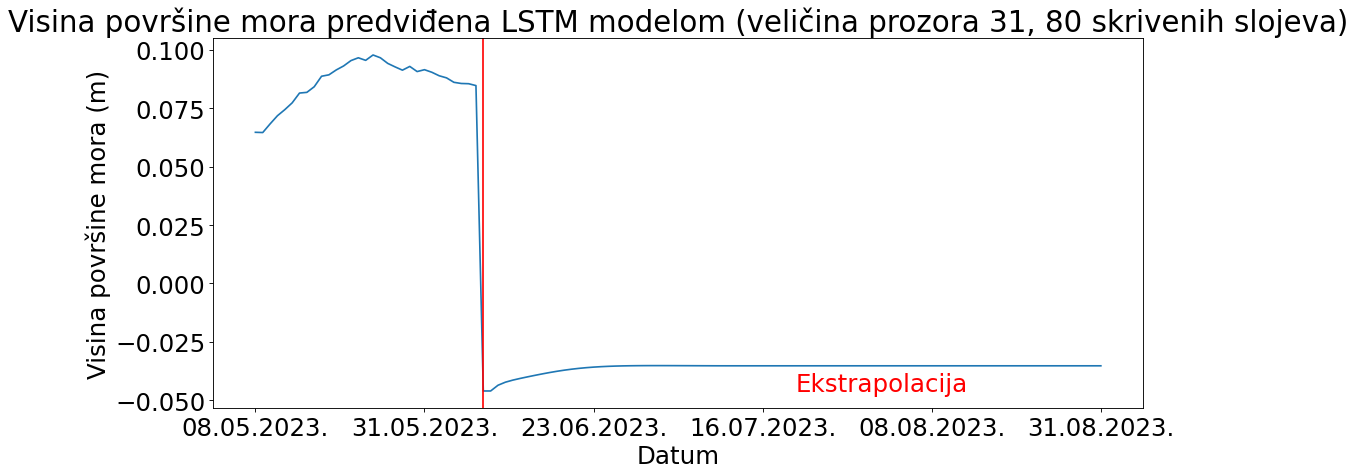 Visina površine mora predviđena LSTM modelom (veličina prozora 31, 80 skrivenih slojeva)
Visina površine mora (m)
0.100
0.075
0.050
0.025
0.000
−0.025
−0.050
Ekstrapolacija
08.05.2023. 31.05.2023. 23.06.2023. 16.07.2023. 08.08.2023. 31.08.2023.
Datum